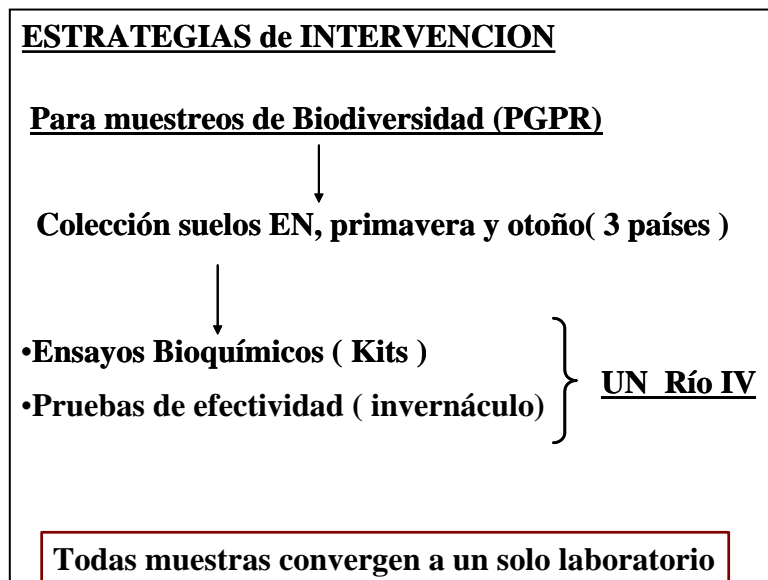 ESTRATEGIAS de INTERVENCION
Para muestreos de Biodiversidad (PGPR)
Colección suelos EN, primavera y otoño( 3 países )
•Ensayos Bioquímicos ( Kits )
•Pruebas de efectividad ( invernáculo)
UN Río IV
Todas muestras convergen a un solo laboratorio